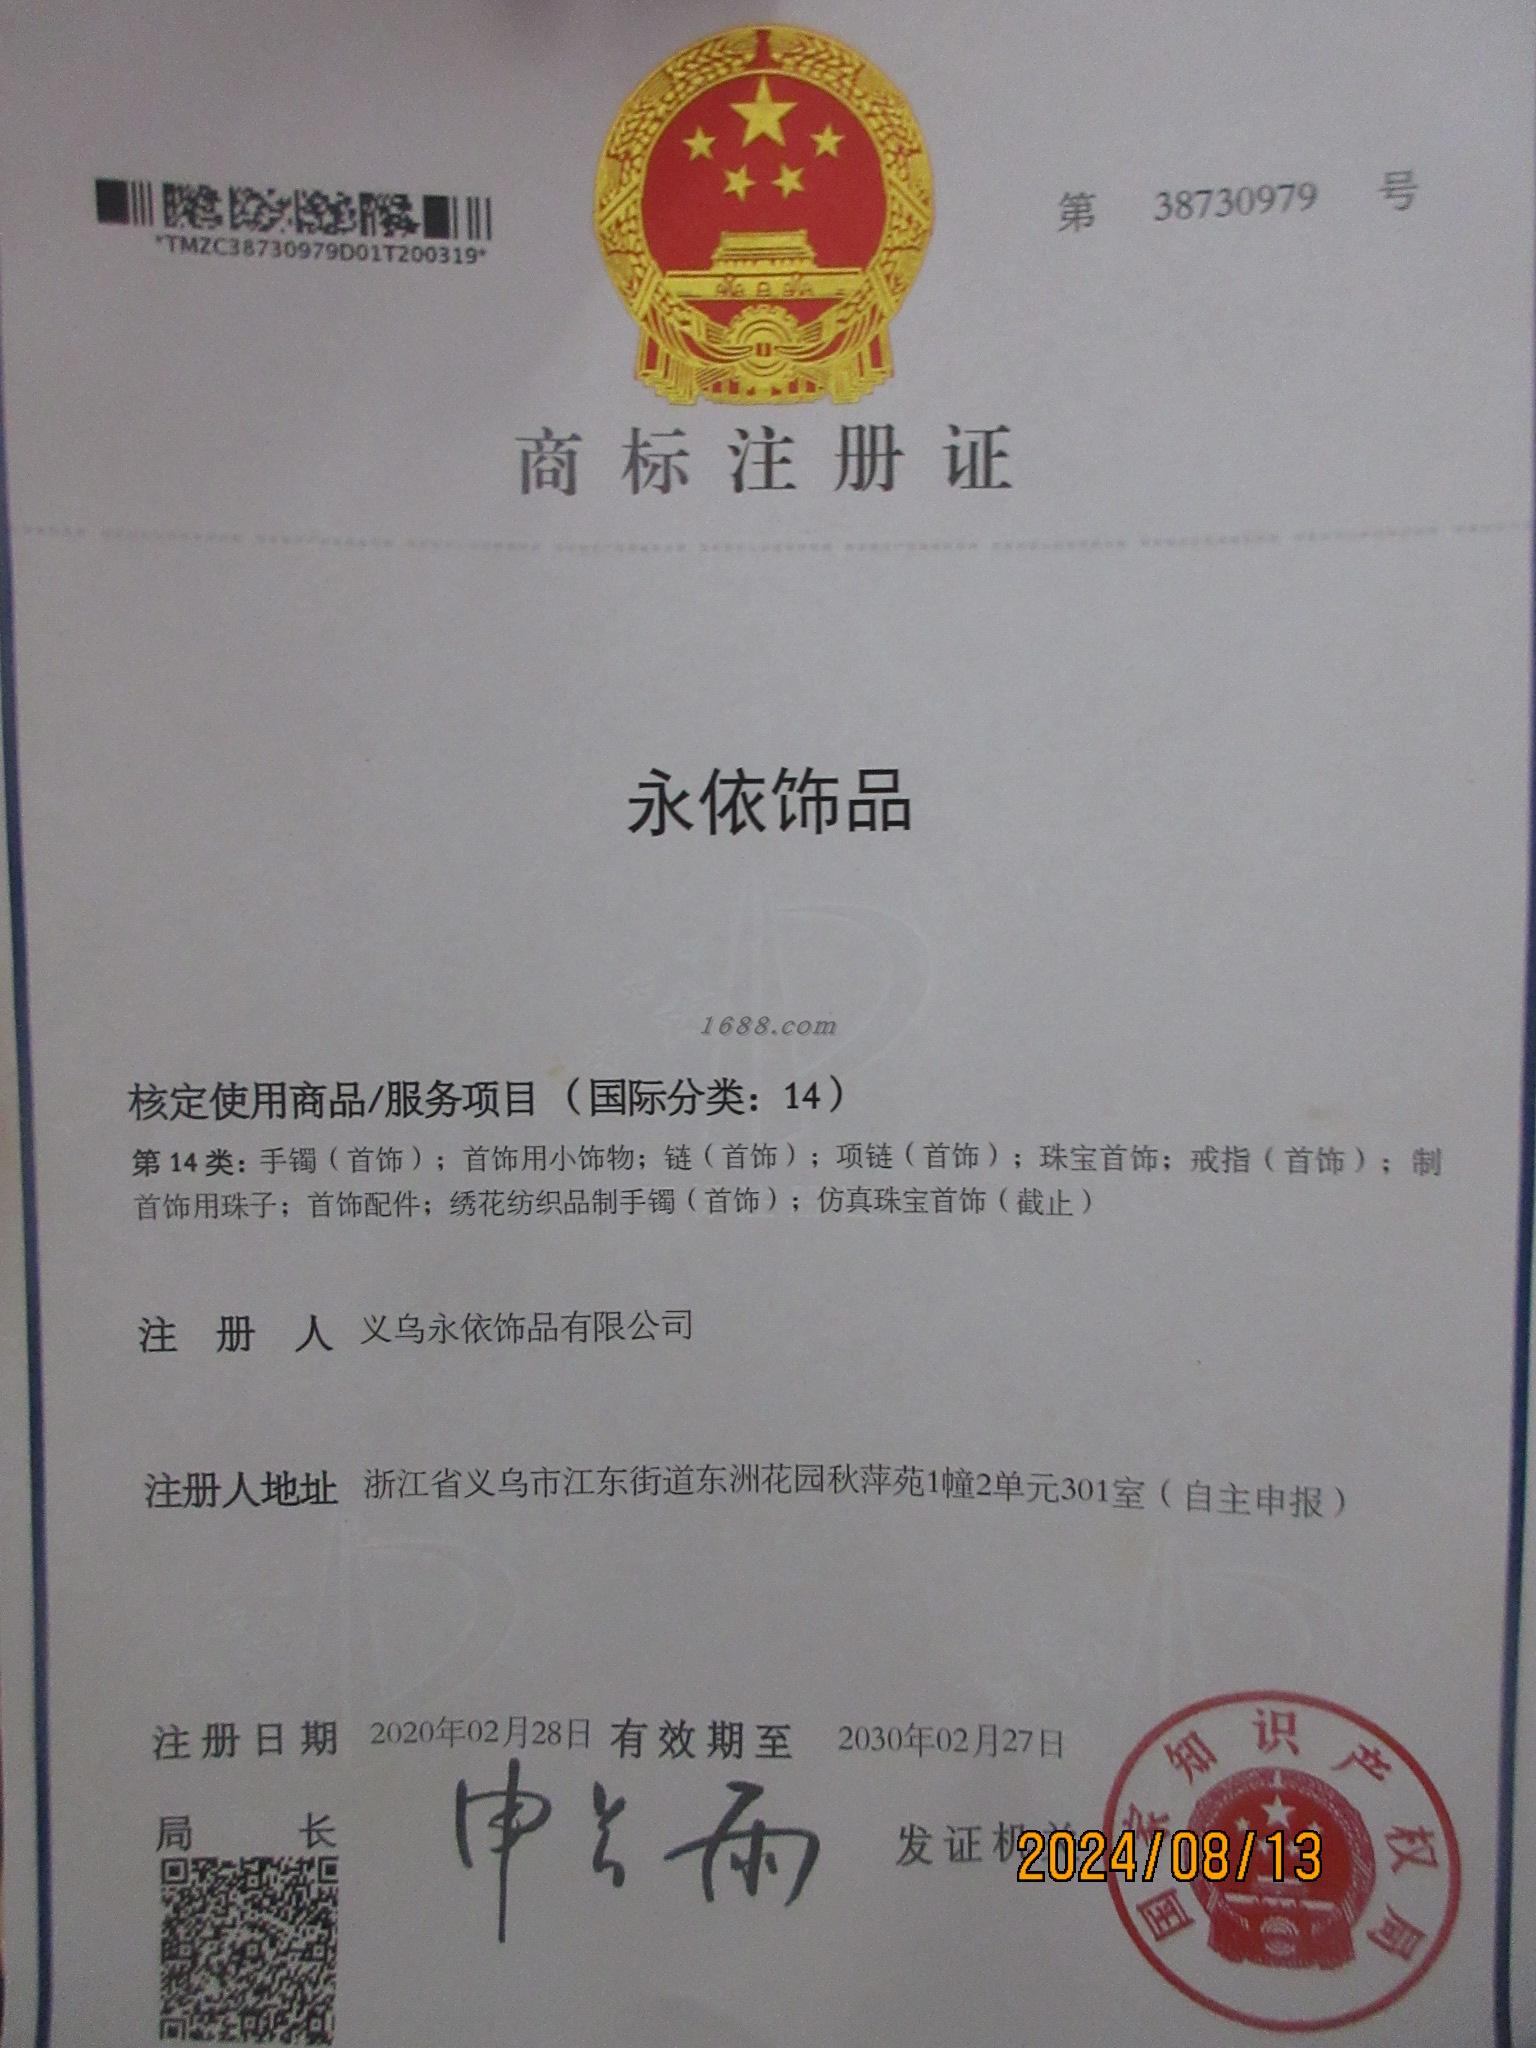 *TMZC38730979D01T200319*
第 38730979 号
商标注册证
永依饰品
1688.com
核定使用商品/服务项目（国际分类：14）
第14类：手镯（首饰）；首饰用小饰物；链（首饰）；项链（首饰）；珠宝首饰；戒指（首饰）；制
首饰用珠子；首饰配件；绣花纺织品制手镯（首饰）；仿真珠宝首饰（截止）
注册人 义乌永依饰品有限公司
注册人地址 浙江省义乌市江东街道东洲花园秋萍苑1幢2单元301室（自主申报）
注册日期 2020年02月28日 有效期至 2030年02月27日
局长 申长雨 发证机关
国家知识产权局
2024/08/13